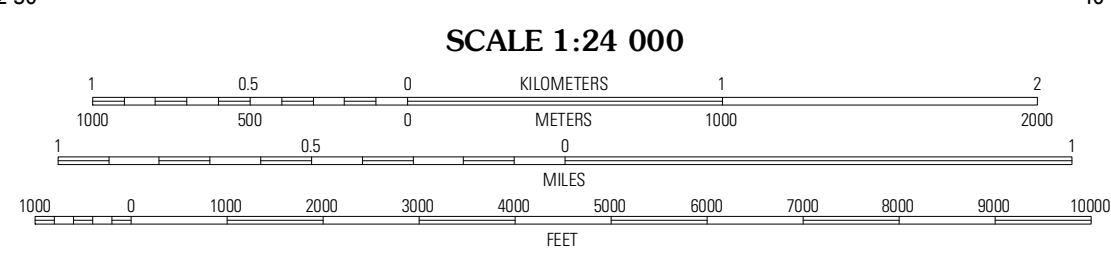 SCALE 1:24 000
1 0.5 0 KILOMETERS 1 2
1000 500 0 METERS 1000 2000
1 0.5 0 1
MILES
1000 0 1000 2000 3000 4000 5000 6000 7000 8000 9000 10000
FEET